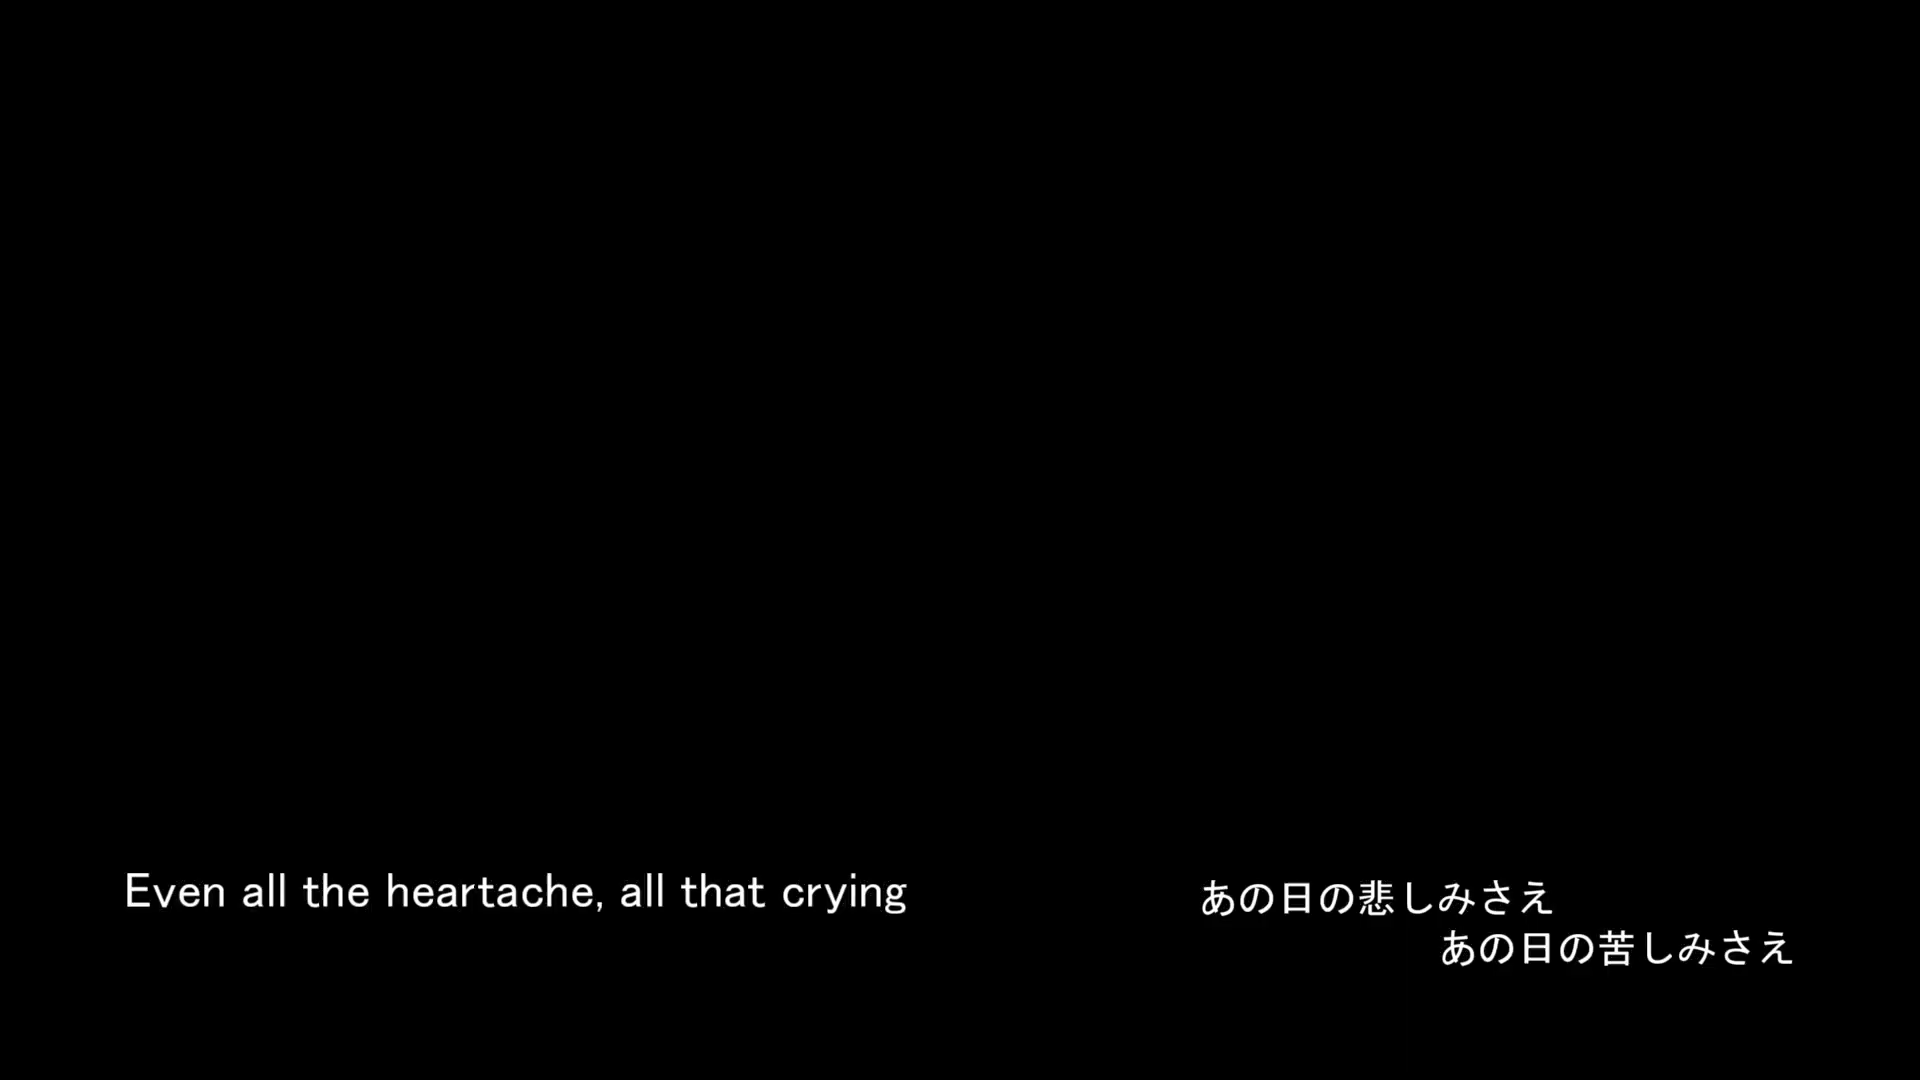 Even all the heartache, all that crying
あの日の悲しみさえ
あの日の苦しみさえ